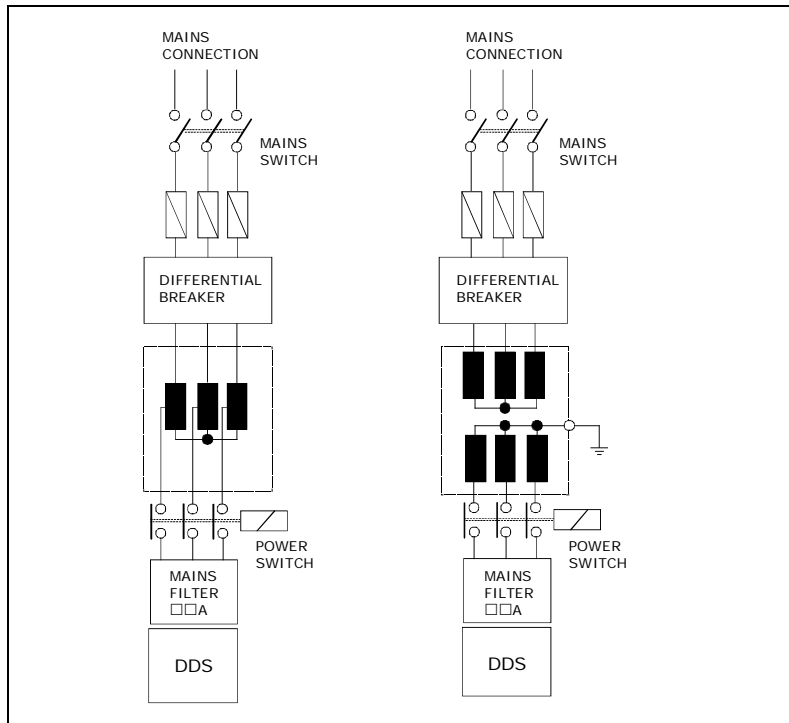 MAINS
CONNECTION
MAINS
SWITCH
DIFFERENTIAL
BREAKER
POWER
SWITCH
MAINS
FILTER
□□A
DDS
MAINS
CONNECTION
MAINS
SWITCH
DIFFERENTIAL
BREAKER
POWER
SWITCH
MAINS
FILTER
□□A
DDS